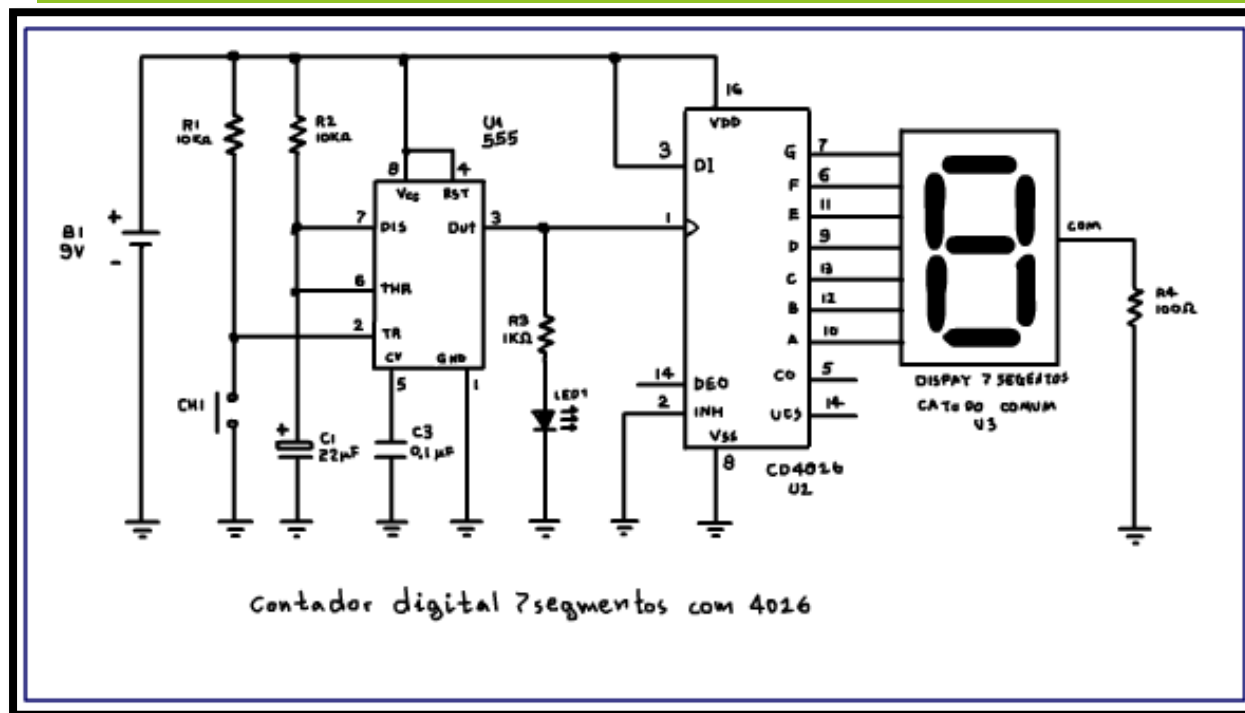 B1
9V
+
-
R1
10KΩ
R2
10KΩ
U1
555
8
4
Vcc
RST
7
DIS
Out
3
6
THR
2
TR
CV
GND
5
1
CH1
+
C1
22µF
C3
0,1µF
R3
1KΩ
LED1
16
VDD
3
DI
1
14
DEO
2
INH
VSS
8
G
7
F
6
E
11
D
9
C
13
B
12
A
10
CO
5
UCS
14
CD4026
U2
COM
R4
100Ω
DISPAY 7 SEGENTOS
CATODO COMUM
U3
Contador digital 7segmentos com 4026